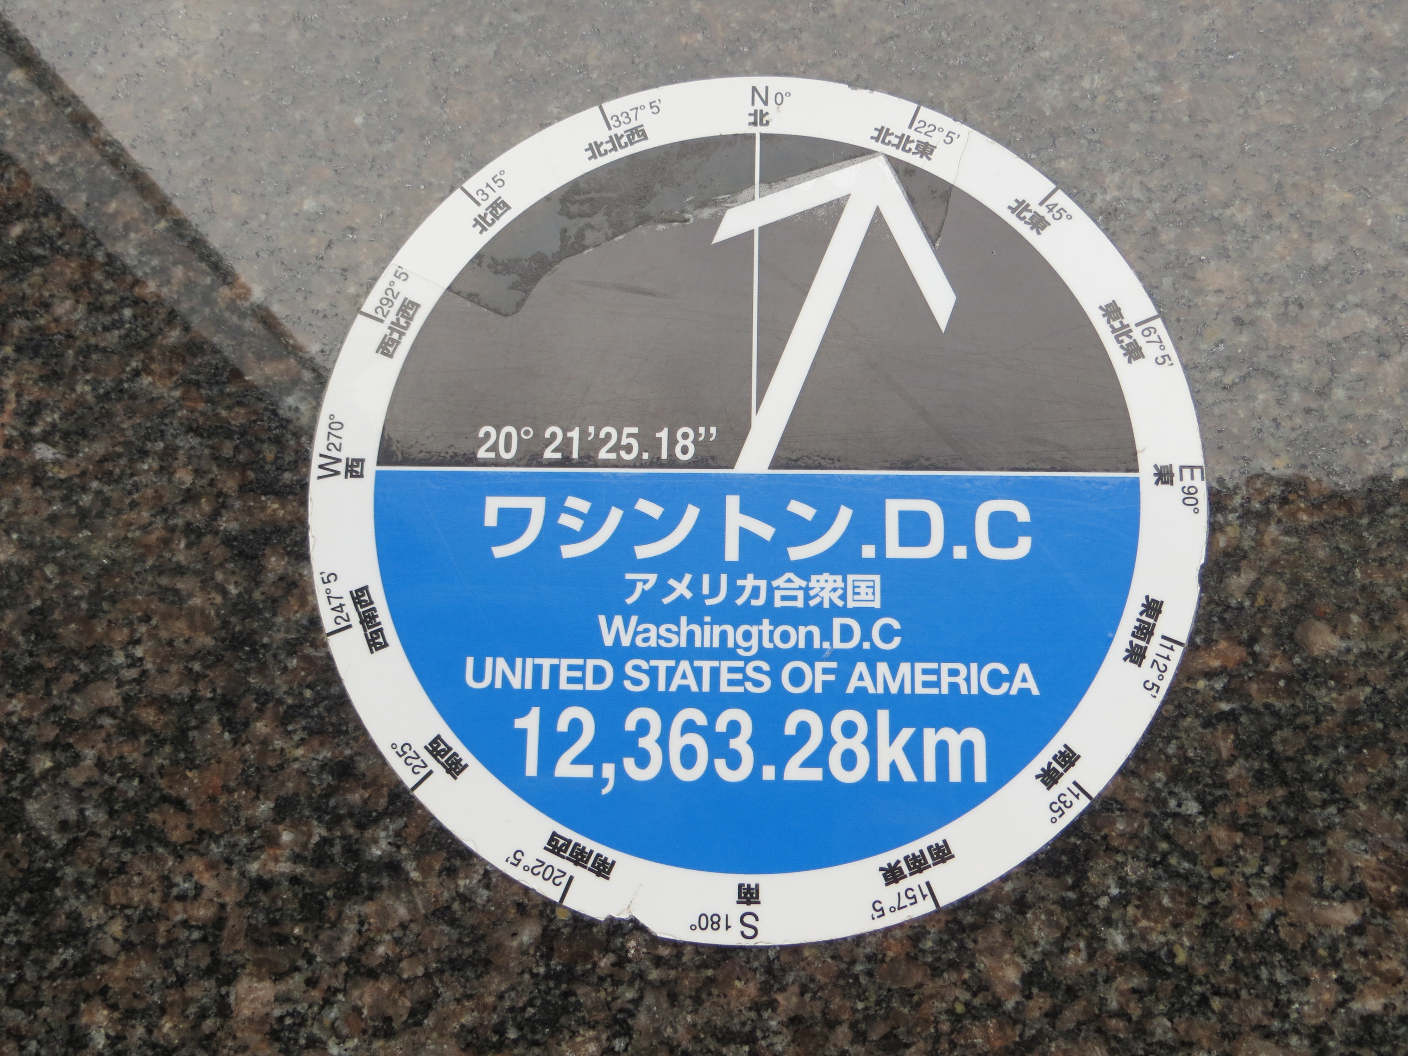 N 0°
北
22°5’
北北東
45°
北東
67°5’
東北東
E 90°
東
112°5’
東南東
135°
南東
157°5’
南南東
S 180°
南
202°5’
南南西
225°
南西
247°5’
西南西
W 270°
西
292°5’
西北西
315°
北西
337°5’
北北西
20° 21’25.18”
ワシントン.D.C
アメリカ合衆国
Washington.D.C
UNITED STATES OF AMERICA
12,363.28km